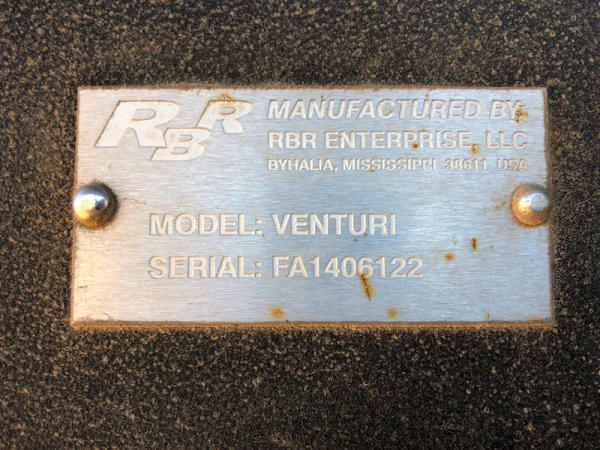 RBR
MANUFACTURED BY:
RBR ENTERPRISE, LLC
BYHALIA, MISSISSIPPI 38611 USA
MODEL: VENTURI
SERIAL: FA1406122